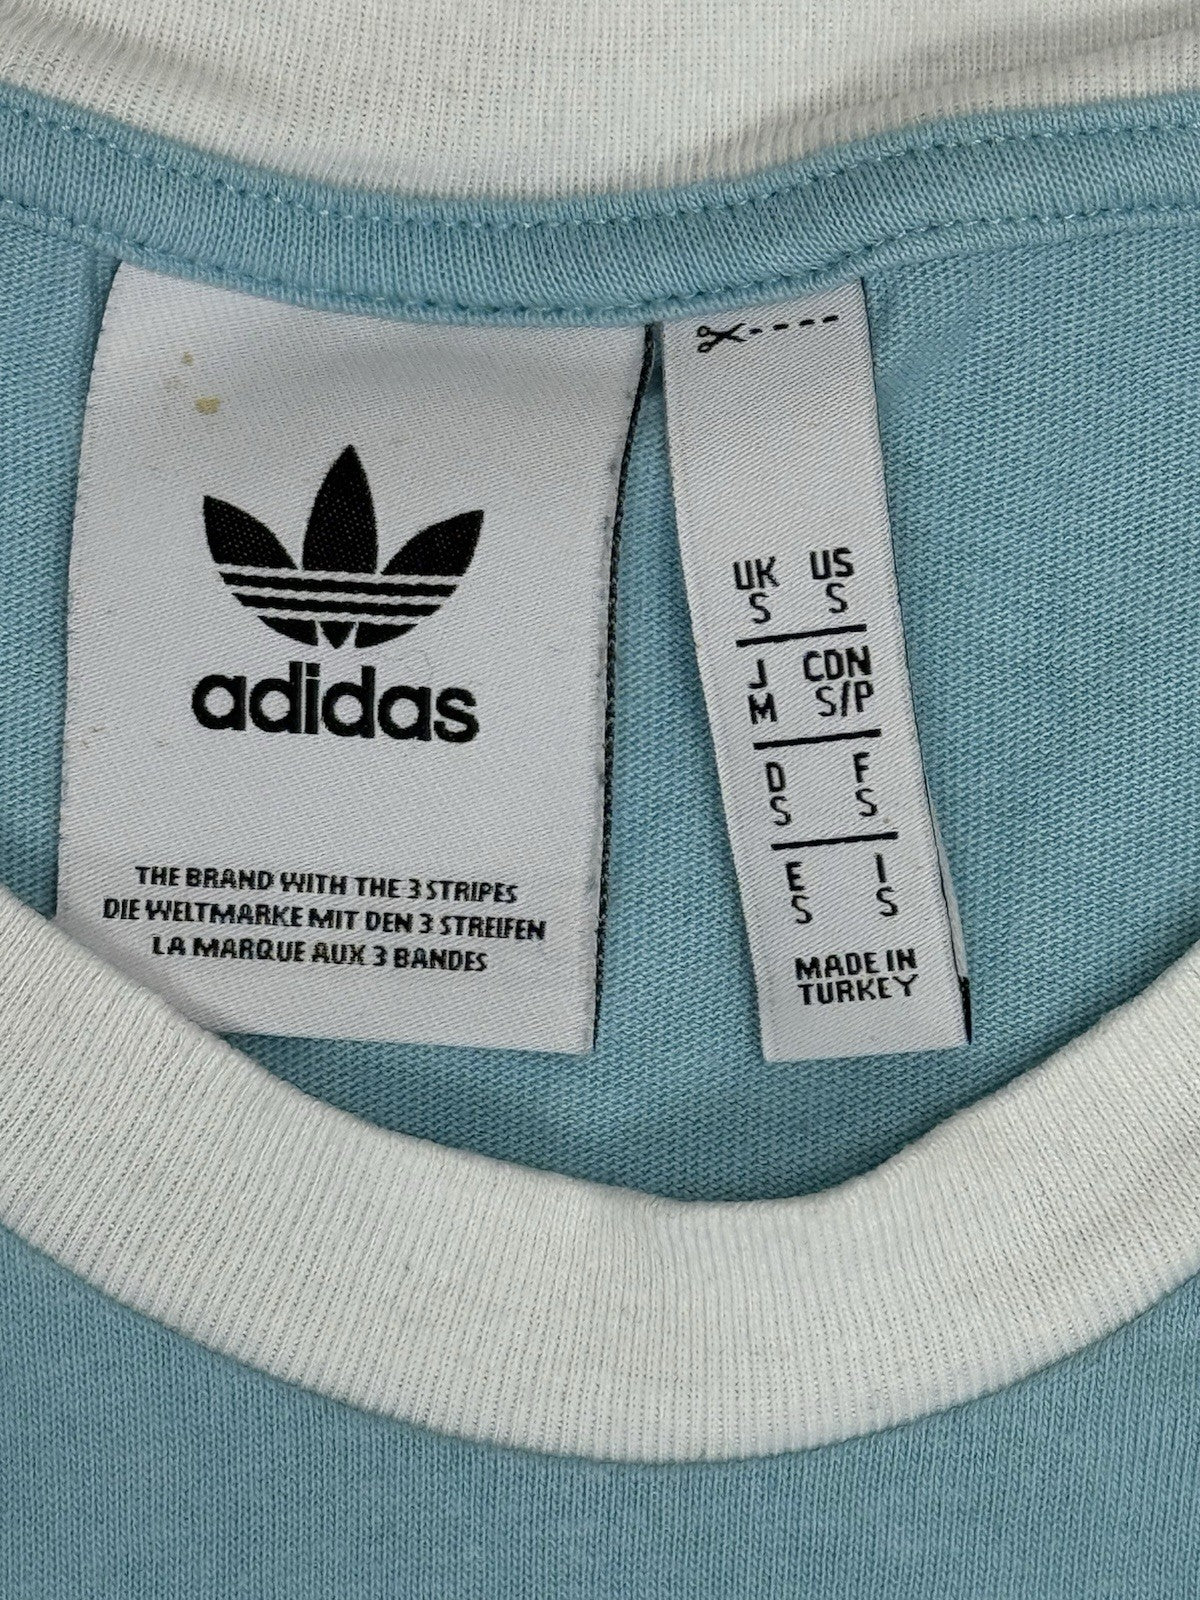 adidas
THE BRAND WITH THE 3 STRIPES
DIE WELTMARKE MIT DEN 3 STREIFEN
LA MARQUE AUX 3 BANDES
UK US
S S
J CDN
M S/P
D F
S S
E I
S S
MADE IN
TURKEY